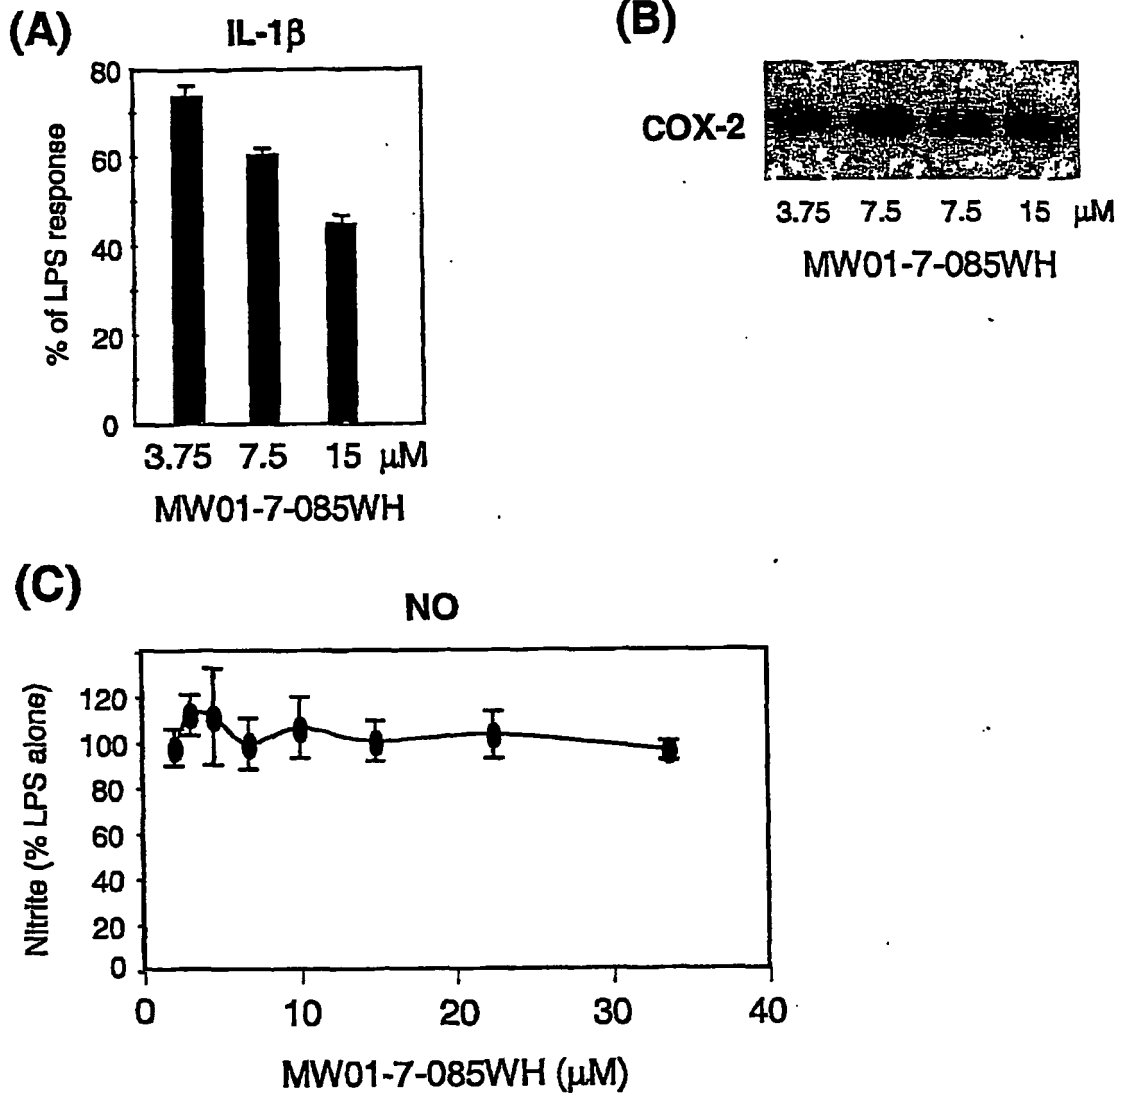 (A)
IL-1β
80
60
40
20
0
% of LPS response
3.75 7.5 15 μM
MW01-7-085WH
(B)
COX-2
3.75 7.5 7.5 15 μM
MW01-7-085WH
(C)
NO
120
100
80
60
40
20
0
Nitrite (% LPS alone)
0 10 20 30 40
MW01-7-085WH (μM)